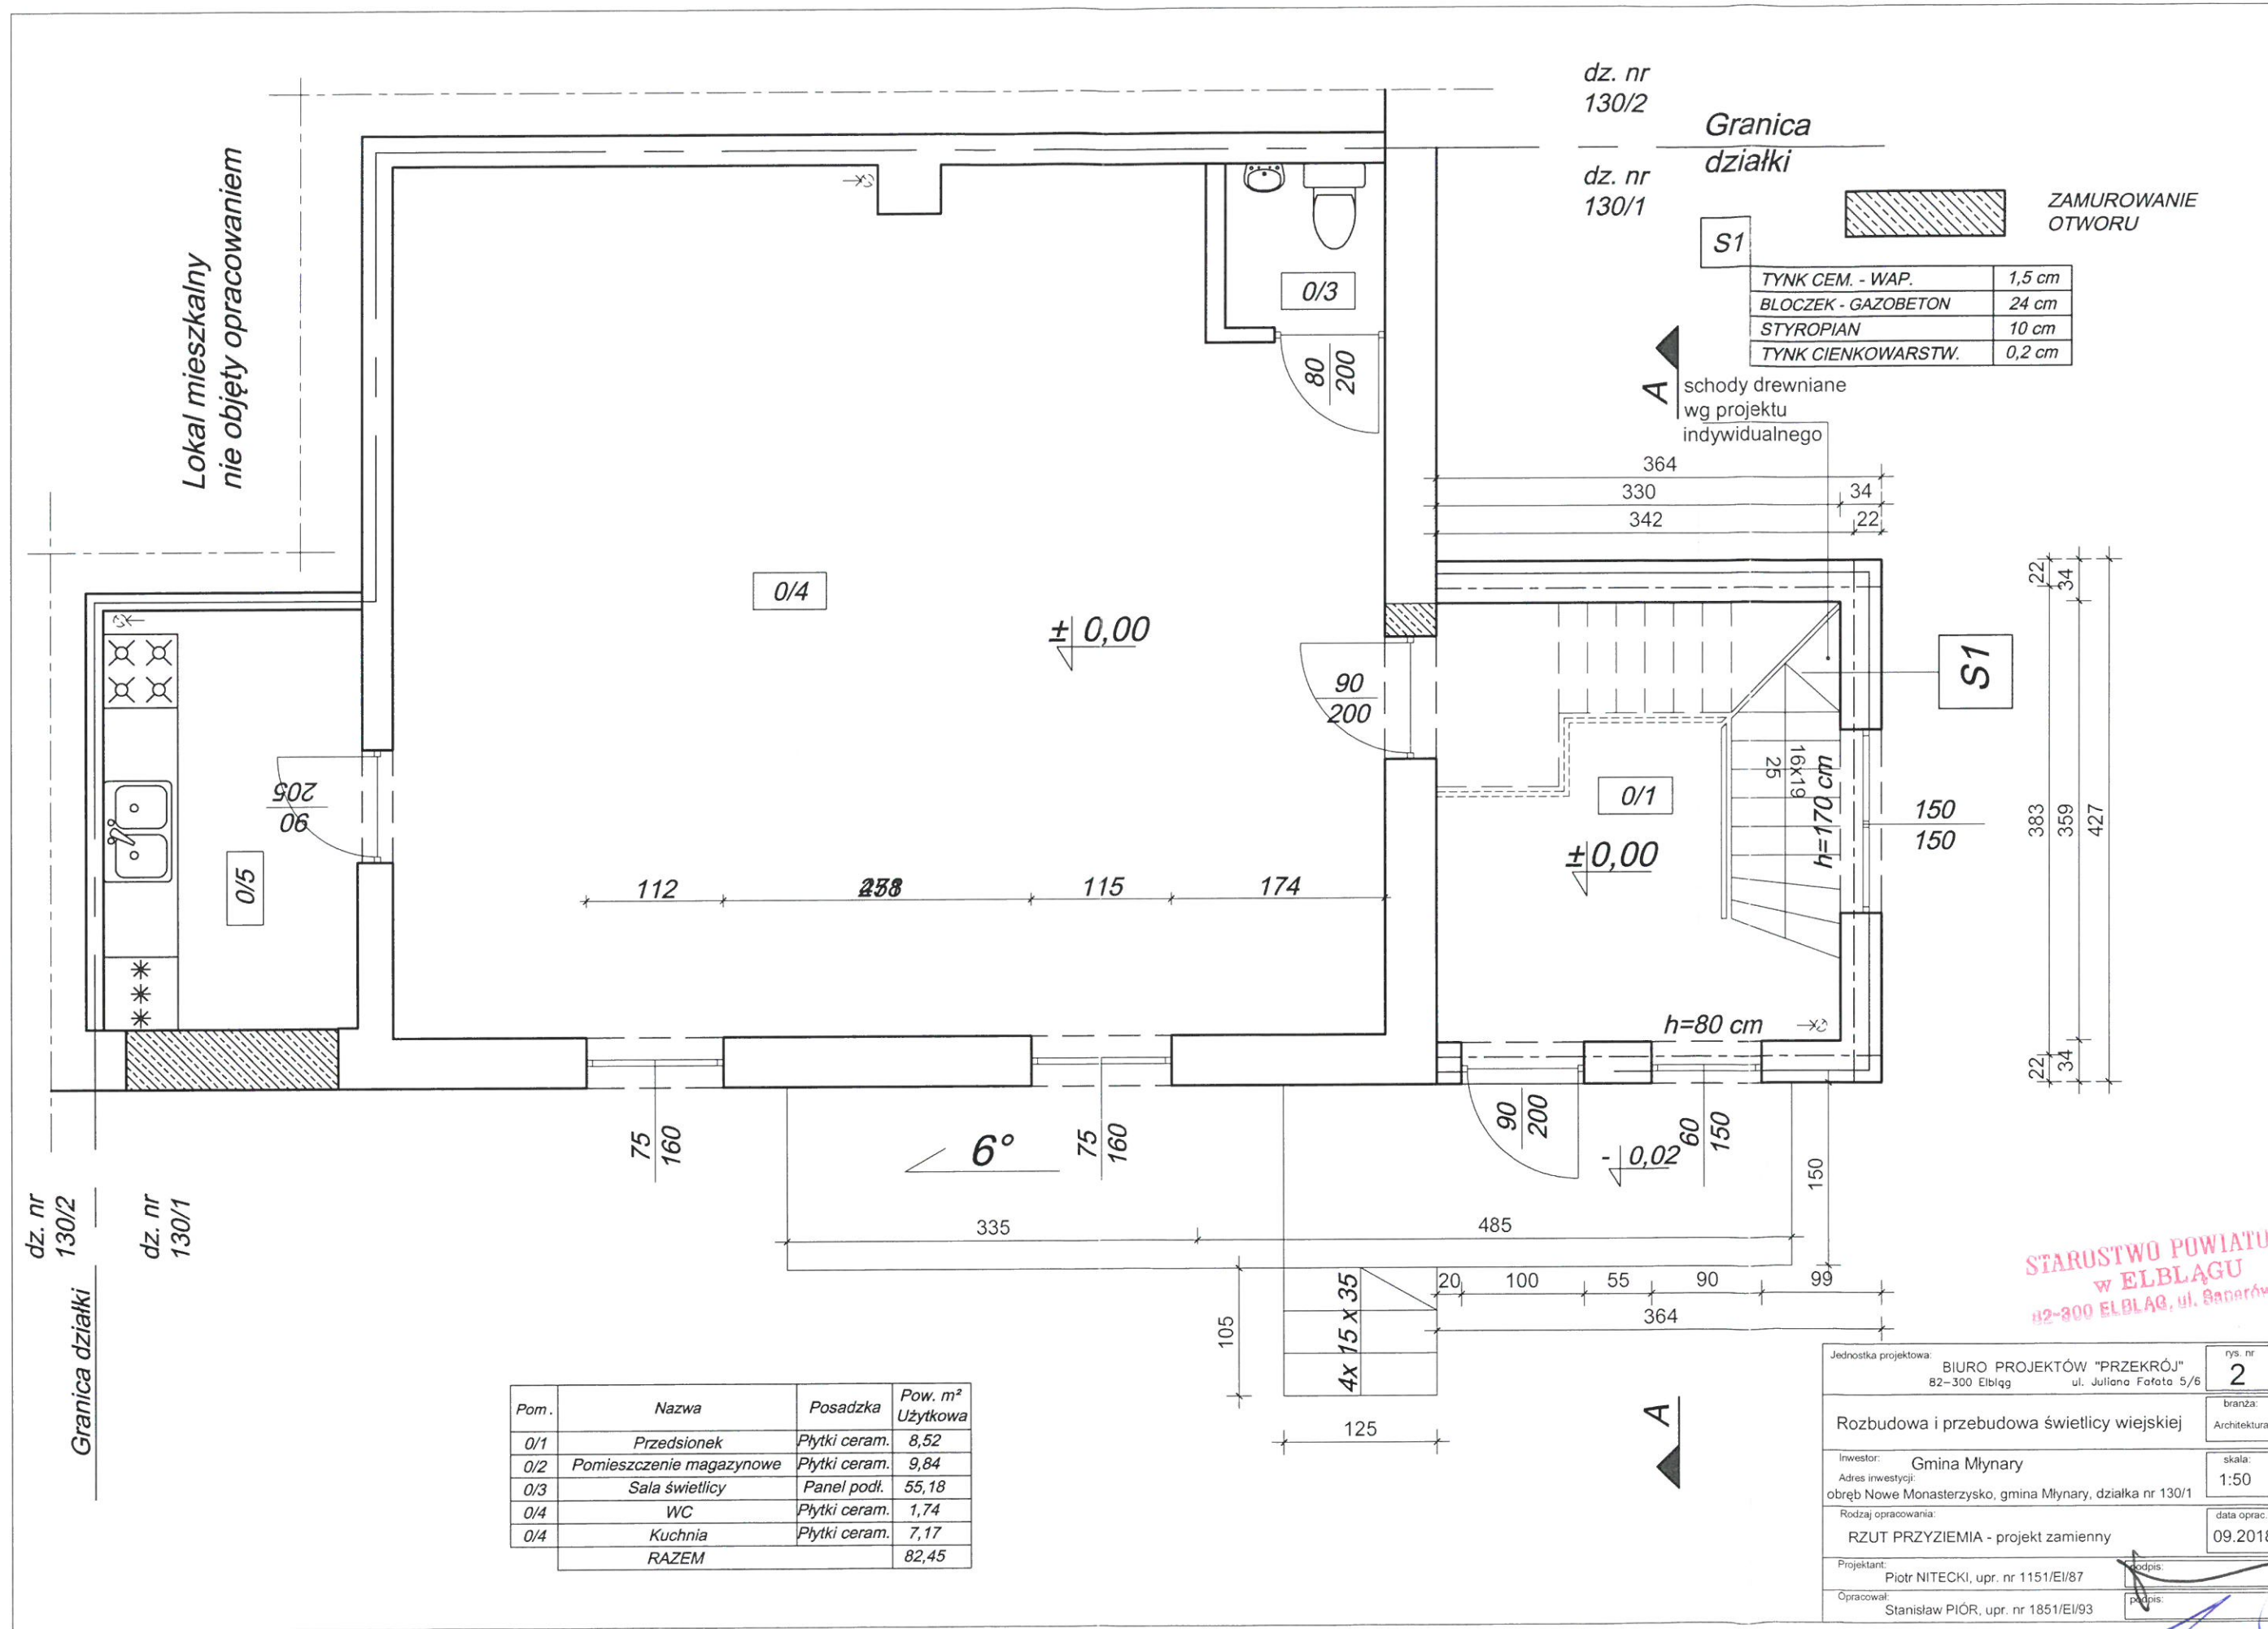 dz. nr
130/2
Granica
działki
dz. nr
130/1
ZAMUROWANIE
OTWORU
S1
TYNK CEM. - WAP. 1,5 cm
BLOCZEK - GAZOBETON 24 cm
STYROPIAN 10 cm
TYNK CIENKOWARSTW. 0,2 cm
Lokal mieszkalny
nie objęty opracowaniem
0/3
80
200
A
schody drewniane
wg projektu
indywidualnego
364
330 34
342 22
0/4
± 0,00
90
200
S1
22
34
383
359
427
22
34
16x19
25
h=170 cm
0/1
±0,00
150
150
90
205
0/5
112 115 174
h=80 cm
75
160
6°
75
160
90
200
- 0,02
60
150
150
dz. nr
130/2
dz. nr
130/1
Granica działki
335 485
20 100 55 90 99
364
105
4x 15 x 35
125
A
STAROSTWO POWIATU
w ELBLĄGU
82-300 ELBLĄG, ul.
Pom. Nazwa Posadzka Pow. m²
Użytkowa
0/1 Przedsionek Płytki ceram. 8,52
0/2 Pomieszczenie magazynowe Płytki ceram. 9,84
0/3 Sala świetlicy Panel podł. 55,18
0/4 WC Płytki ceram. 1,74
0/4 Kuchnia Płytki ceram. 7,17
RAZEM 82,45
Jednostka projektowa:
BIURO PROJEKTÓW "PRZEKRÓJ"
82-300 Elbląg ul. Juliana Fałata 5/6
rys. nr
2
Rozbudowa i przebudowa świetlicy wiejskiej
branża:
Architektura
Inwestor: Gmina Młynary
Adres inwestycji:
obręb Nowe Monasterzysko, gmina Młynary, działka nr 130/1
skala:
1:50
Rodzaj opracowania:
RZUT PRZYZIEMIA - projekt zamienny
data oprac.
09.2018
Projektant:
Piotr NITECKI, upr. nr 1151/El/87
podpis:
Opracował:
Stanisław PIÓR, upr. nr 1851/El/93
podpis: